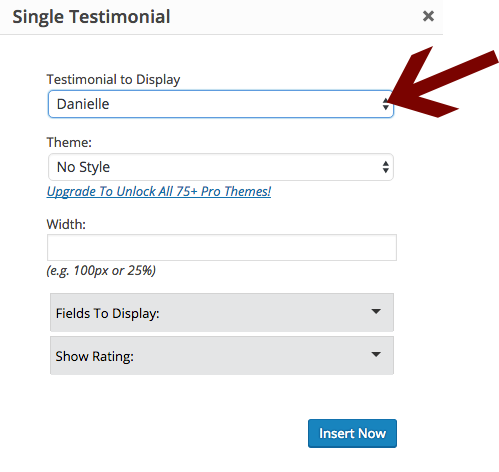 Single Testimonial
Testimonial to Display
Danielle
Theme:
No Style
Upgrade To Unlock All 75+ Pro Themes!
Width:
(e.g. 100px or 25%)
Fields To Display:
Show Rating:
Insert Now